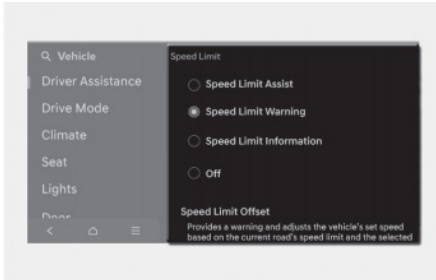 Vehicle
Speed Limit
Driver Assistance
Speed Limit Assist
Drive Mode
Speed Limit Warning
Climate
Speed Limit Information
Seat
Off
Lights
Speed Limit Offset
Door
Provides a warning and adjusts the vehicle's set speed
based on the current road's speed limit and the selected